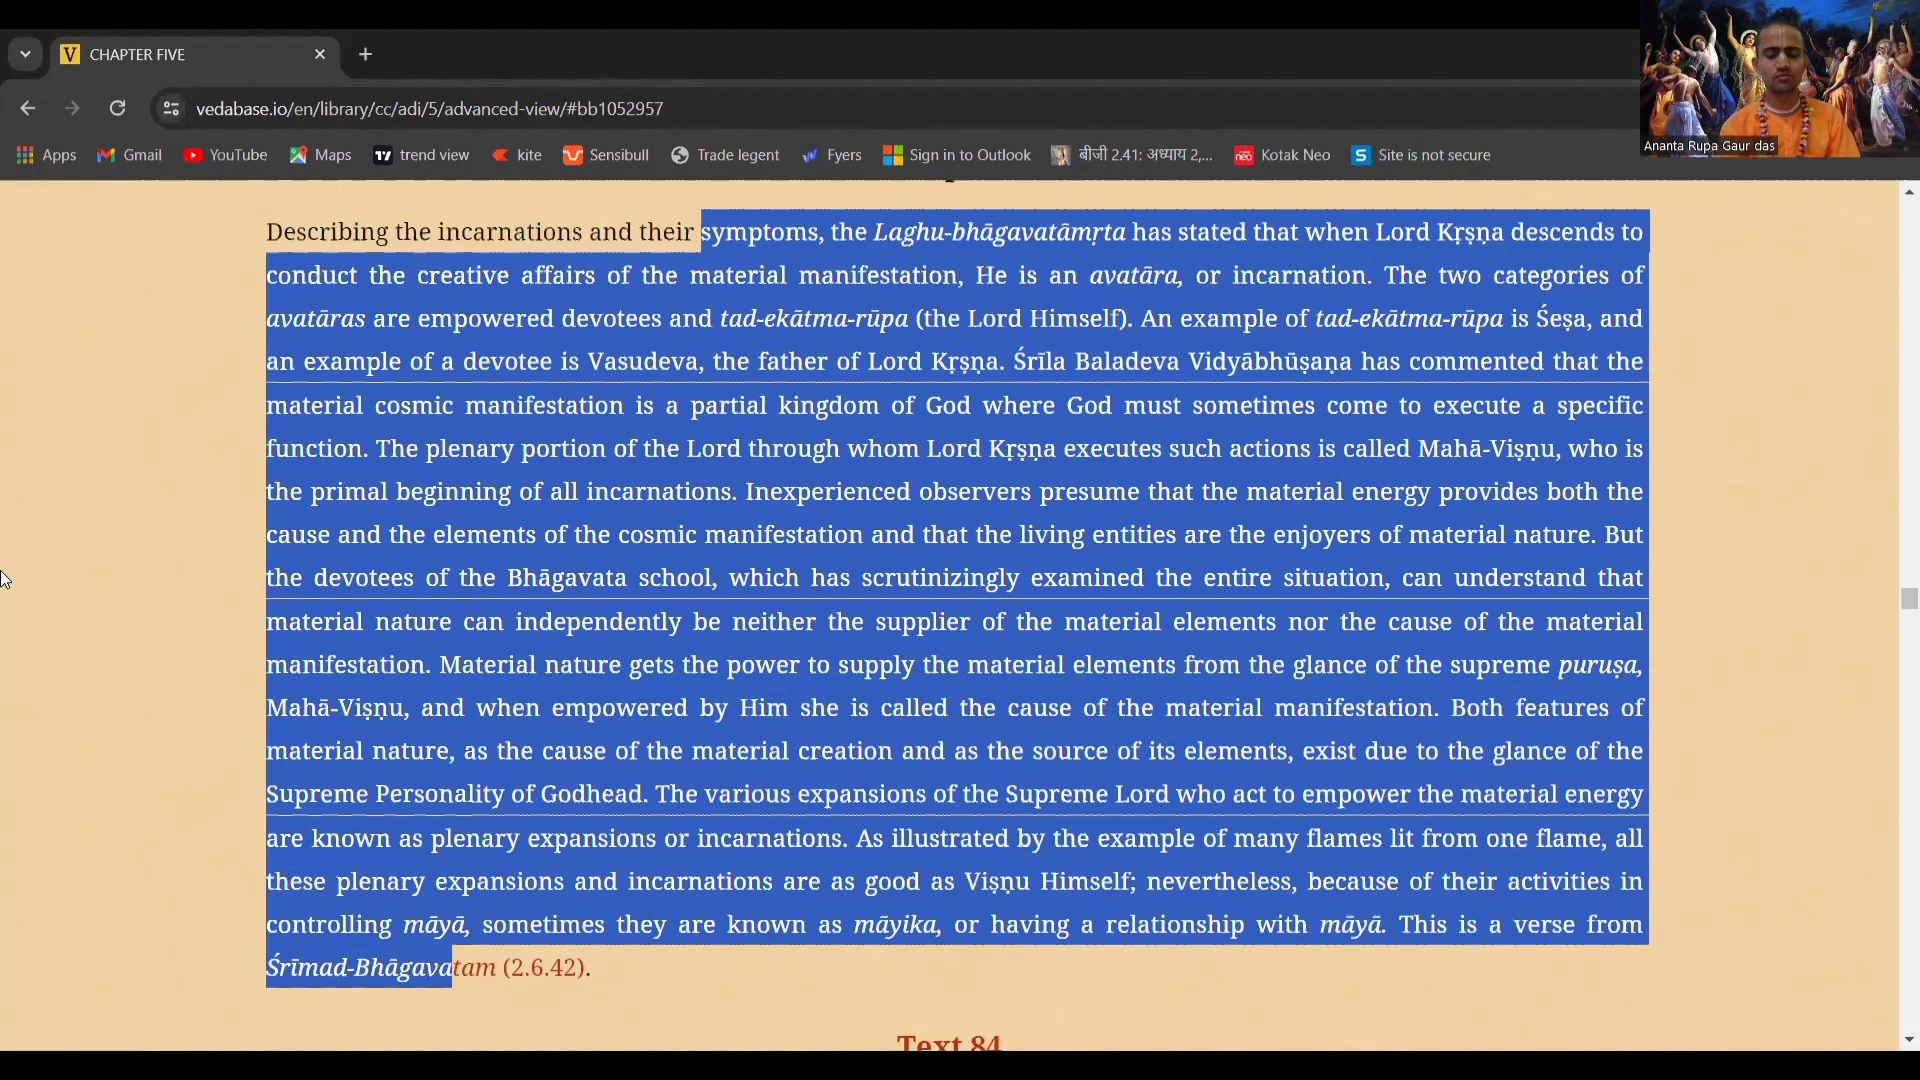 CHAPTER FIVE
vedabase.io/en/library/cc/adi/5/advanced-view/#bb1052957
Apps Gmail YouTube Maps trend view kite Sensibull Trade legent Fyers Sign in to Outlook बीजी 2.41: अध्याय 2,... neo Kotak Neo Site is not secure
Ananta Rupa Gaur das
Describing the incarnations and their symptoms, the Laghu-bhāgavatāmṛta has stated that when Lord Kṛṣṇa descends to
conduct the creative affairs of the material manifestation, He is an avatāra, or incarnation. The two categories of
avatāras are empowered devotees and tad-ekātma-rūpa (the Lord Himself). An example of tad-ekātma-rūpa is Śeṣa, and
an example of a devotee is Vasudeva, the father of Lord Kṛṣṇa. Śrīla Baladeva Vidyābhūṣaṇa has commented that the
material cosmic manifestation is a partial kingdom of God where God must sometimes come to execute a specific
function. The plenary portion of the Lord through whom Lord Kṛṣṇa executes such actions is called Mahā-Viṣṇu, who is
the primal beginning of all incarnations. Inexperienced observers presume that the material energy provides both the
cause and the elements of the cosmic manifestation and that the living entities are the enjoyers of material nature. But
the devotees of the Bhāgavata school, which has scrutinizingly examined the entire situation, can understand that
material nature can independently be neither the supplier of the material elements nor the cause of the material
manifestation. Material nature gets the power to supply the material elements from the glance of the supreme puruṣa,
Mahā-Viṣṇu, and when empowered by Him she is called the cause of the material manifestation. Both features of
material nature, as the cause of the material creation and as the source of its elements, exist due to the glance of the
Supreme Personality of Godhead. The various expansions of the Supreme Lord who act to empower the material energy
are known as plenary expansions or incarnations. As illustrated by the example of many flames lit from one flame, all
these plenary expansions and incarnations are as good as Viṣṇu Himself; nevertheless, because of their activities in
controlling māyā, sometimes they are known as māyika, or having a relationship with māyā. This is a verse from
Śrīmad-Bhāgavatam (2.6.42).
Text 84